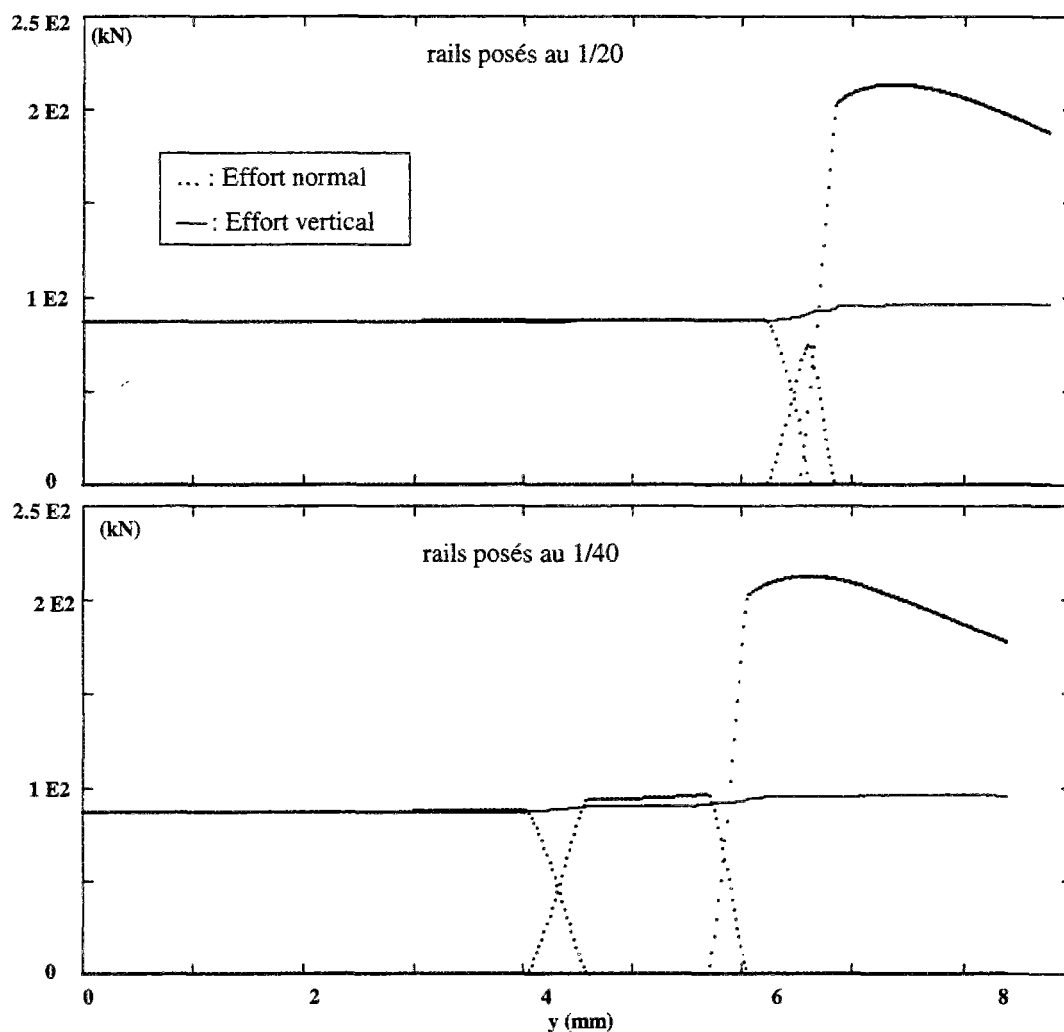 2.5 E2
(kN)
rails posés au 1/20
2 E2
... : Effort normal
— : Effort vertical
1 E2
0
2.5 E2
(kN)
rails posés au 1/40
2 E2
1 E2
0
0 2 4 6 8
y (mm)